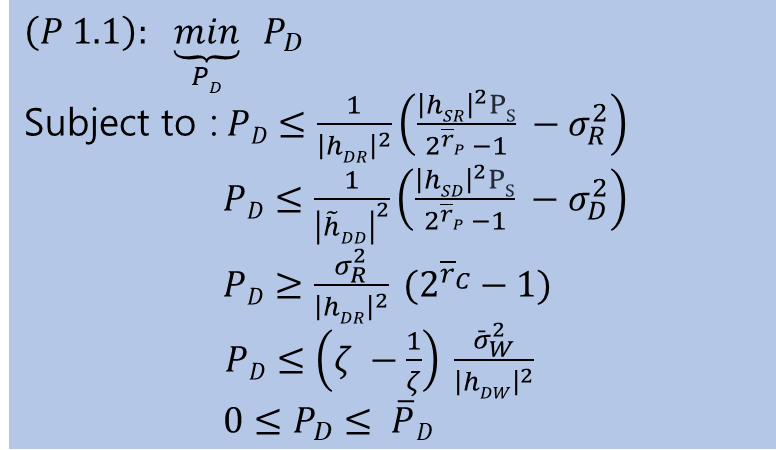 (P 1.1): min P_D
P_D
Subject to : P_D ≤ 1/|h_DR|² (|h_SR|² P_S / (2^{r̅_P} −1) − σ_R²)
P_D ≤ 1/|h̃_DD|² (|h_SD|² P_S / (2^{r̅_P} −1) − σ_D²)
P_D ≥ σ_R²/|h_DR|² (2^{r̅_C} − 1)
P_D ≤ (ζ − 1/ζ) σ̄_W²/|h_DW|²
0 ≤ P_D ≤ P̅_D